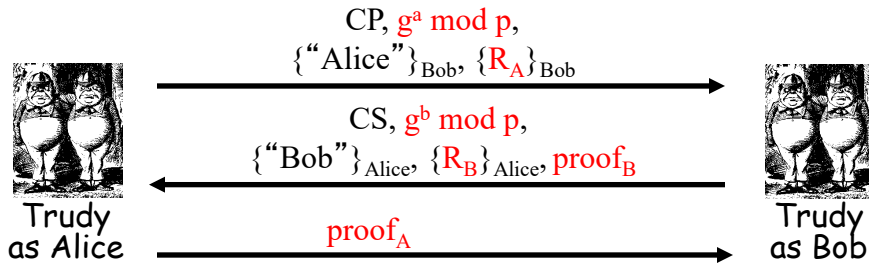 CP, g^a mod p,
{“Alice”}_Bob, {R_A}_Bob
CS, g^b mod p,
{“Bob”}_Alice, {R_B}_Alice, proof_B
Trudy
as Alice
proof_A
Trudy
as Bob